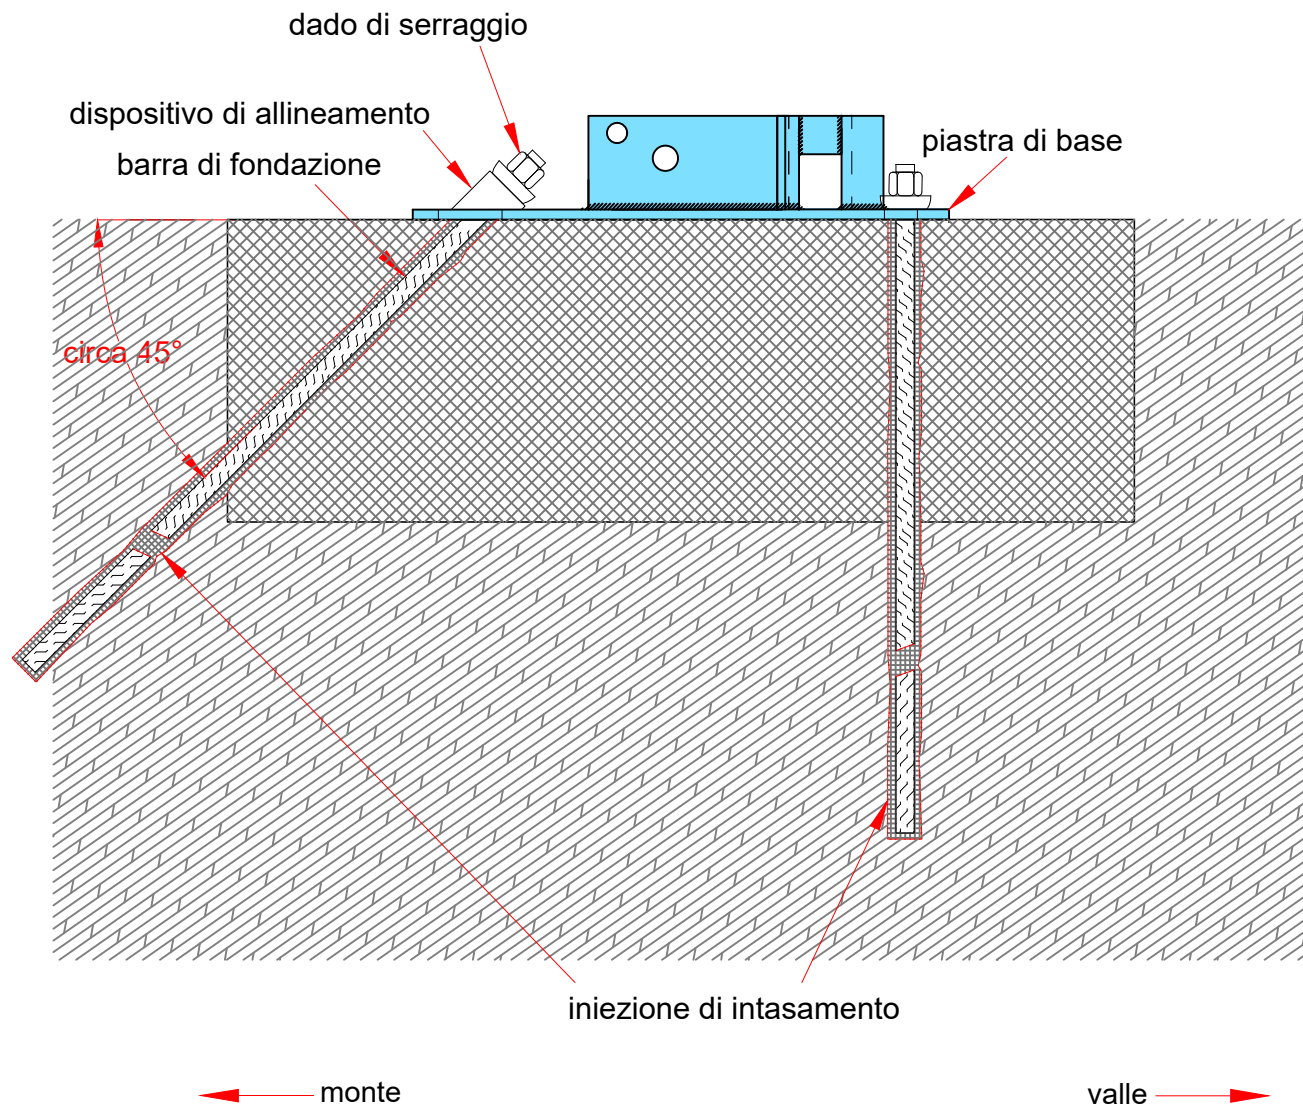 dado di serraggio
dispositivo di allineamento
barra di fondazione
piastra di base
circa 45°
iniezione di intasamento
monte
valle